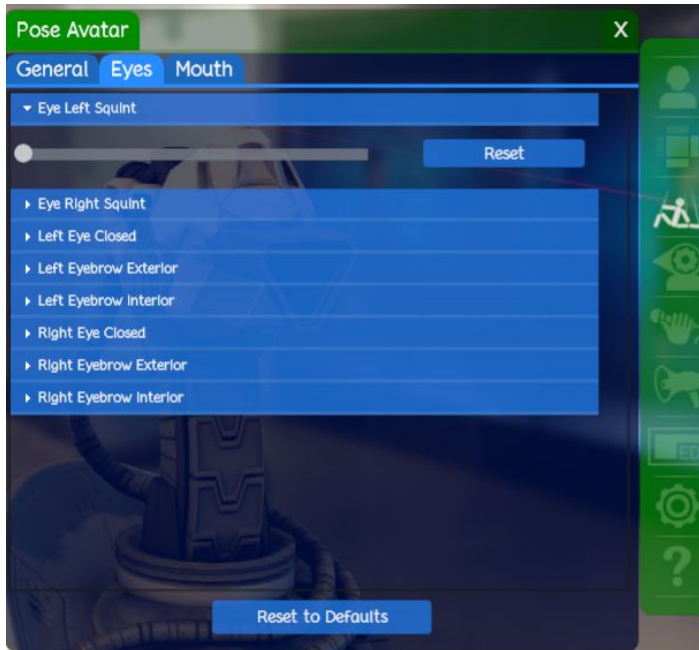 Pose Avatar X
General Eyes Mouth
Eye Left Squint
Reset
Eye Right Squint
Left Eye Closed
Left Eyebrow Exterior
Left Eyebrow Interior
Right Eye Closed
Right Eyebrow Exterior
Right Eyebrow Interior
ED
?
Reset to Defaults